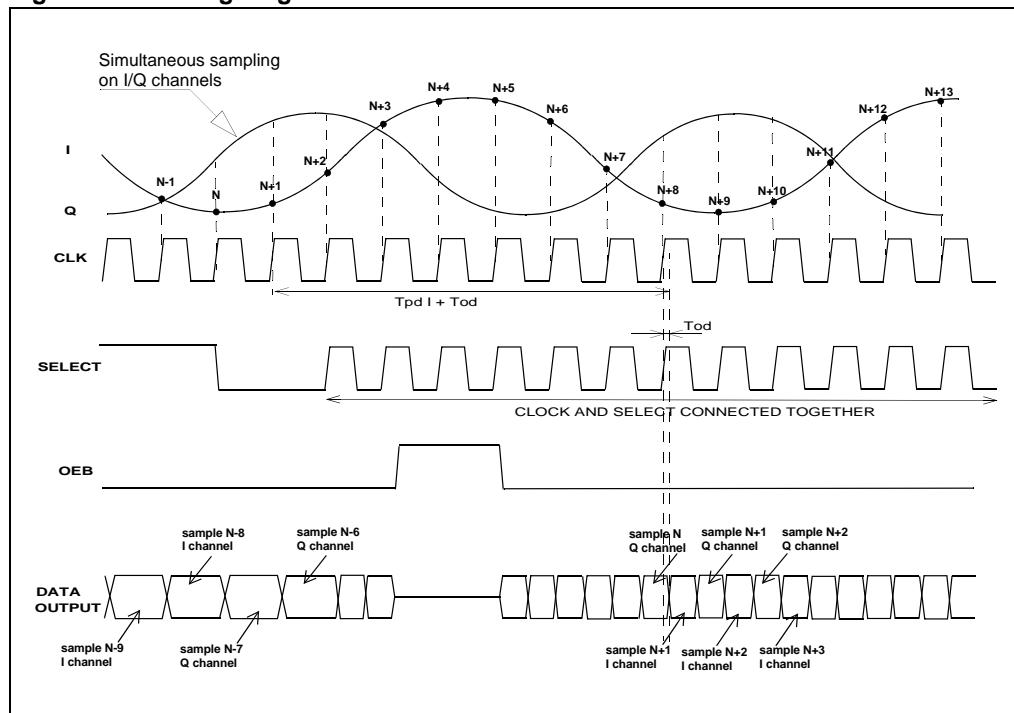 Simultaneous sampling
on I/Q channels
N+4
N+5
N+13
N+3
N+6
N+12
I
N+2
N+7
N+11
N-1
N
N+1
N+8
N+9
N+10
Q
CLK
Tpd I + Tod
Tod
SELECT
CLOCK AND SELECT CONNECTED TOGETHER
OEB
sample N-8
I channel
sample N-6
Q channel
sample N
Q channel
sample N+1
Q channel
sample N+2
Q channel
DATA
OUTPUT
sample N-9
I channel
sample N-7
Q channel
sample N+1
I channel
sample N+2
I channel
sample N+3
I channel